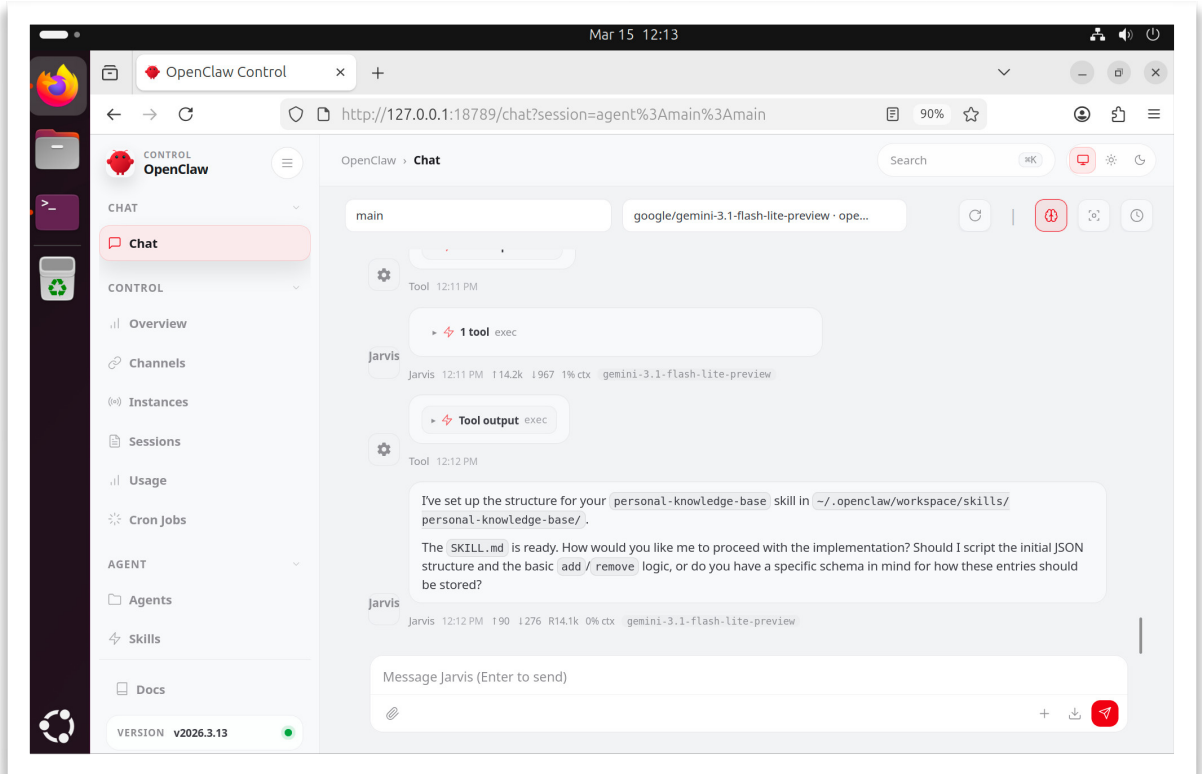 Mar 15 12:13
OpenClaw Control
http://127.0.0.1:18789/chat?session=agent%3Amain%3Amain
90%
CONTROL
OpenClaw
OpenClaw › Chat
Search
⌘K
CHAT
main
google/gemini-3.1-flash-lite-preview · ope...
Chat
CONTROL
Overview
Channels
Instances
Sessions
Usage
Cron Jobs
AGENT
Agents
Skills
Docs
VERSION v2026.3.13
Tool 12:11 PM
1 tool exec
Jarvis
Jarvis 12:11 PM ↑14.2k ↓967 1% ctx gemini-3.1-flash-lite-preview
Tool output exec
Tool 12:12 PM
I've set up the structure for your personal-knowledge-base skill in ~/.openclaw/workspace/skills/
personal-knowledge-base/ .
The SKILL.md is ready. How would you like me to proceed with the implementation? Should I script the initial JSON
structure and the basic add / remove logic, or do you have a specific schema in mind for how these entries should
be stored?
Jarvis
Jarvis 12:12 PM ↑90 ↓276 R14.1k 0% ctx gemini-3.1-flash-lite-preview
Message Jarvis (Enter to send)